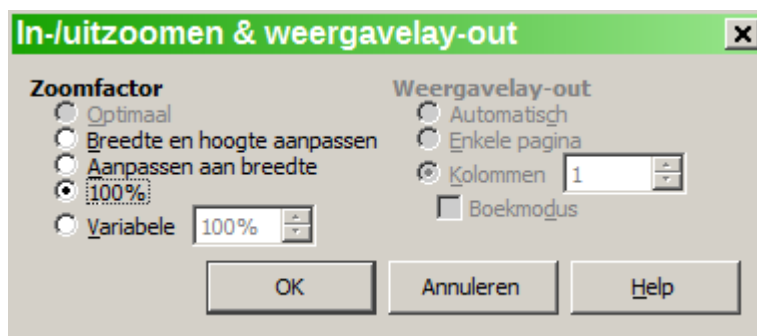 In-/uitzoomen & weergavelay-out
Zoomfactor
Optimaal
Breedte en hoogte aanpassen
Aanpassen aan breedte
100%
Variabele 100%
Weergavelay-out
Automatisch
Enkele pagina
Kolommen 1
Boekmodus
OK Annuleren Help